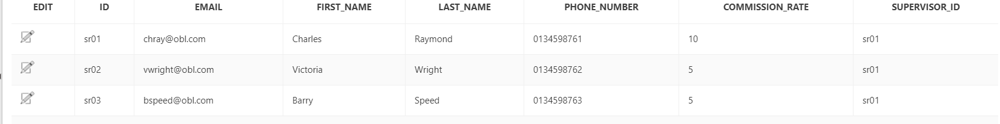 EDIT ID EMAIL FIRST_NAME LAST_NAME PHONE_NUMBER COMMISSION_RATE SUPERVISOR_ID
sr01 chray@obl.com Charles Raymond 0134598761 10 sr01
sr02 vwright@obl.com Victoria Wright 0134598762 5 sr01
sr03 bspeed@obl.com Barry Speed 0134598763 5 sr01